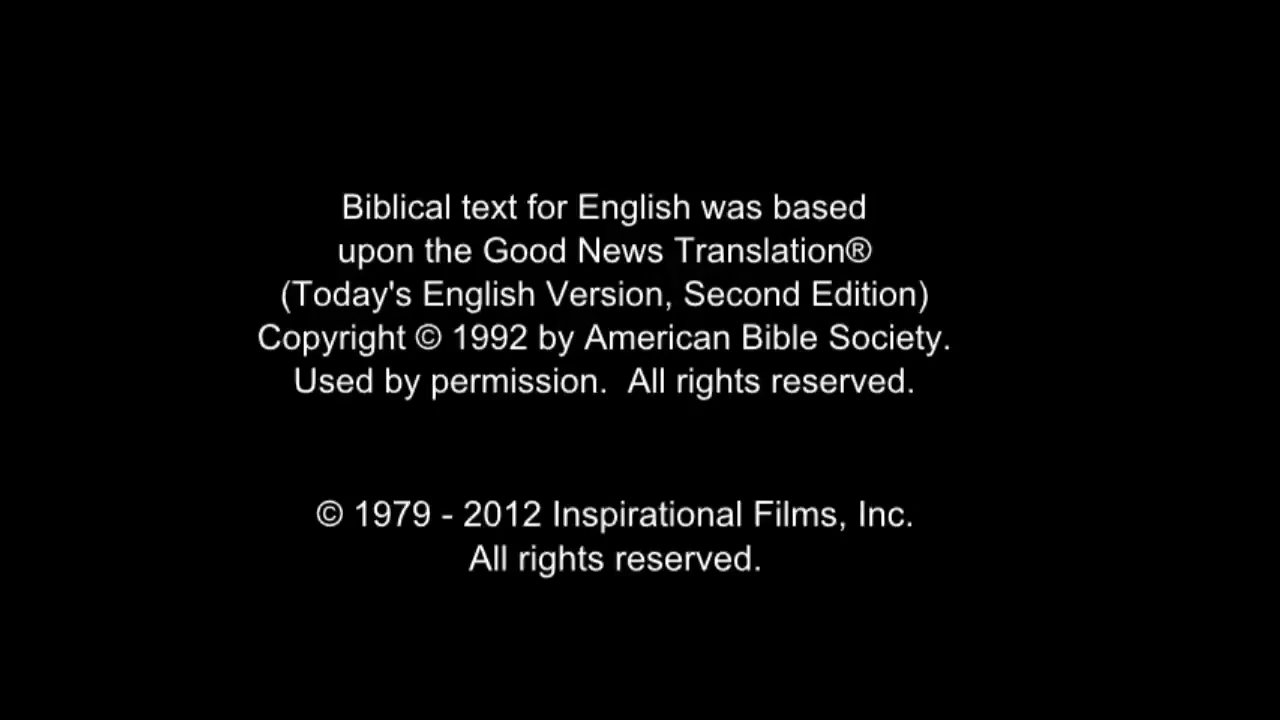 Biblical text for English was based
upon the Good News Translation®
(Today's English Version, Second Edition)
Copyright © 1992 by American Bible Society.
Used by permission.  All rights reserved.
© 1979 - 2012 Inspirational Films, Inc.
All rights reserved.